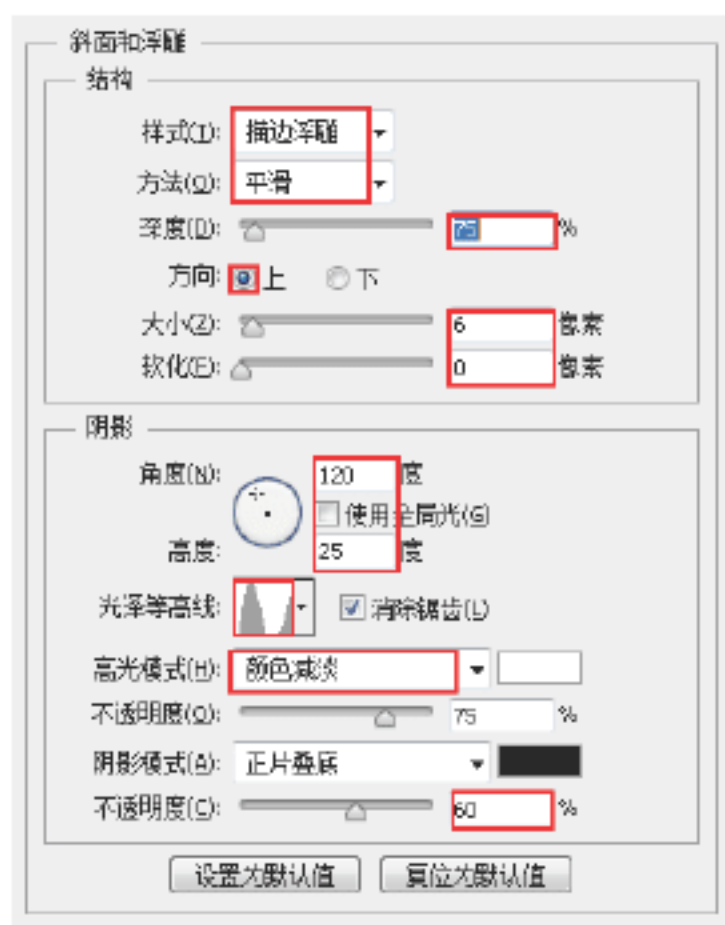 斜面和浮雕
结构
样式(T): 描边浮雕
方法(Q): 平滑
深度(D): 75 %
方向: 上 下
大小(Z): 6 像素
软化(F): 0 像素
阴影
角度(N): 120 度
使用全局光(G)
高度: 25 度
光泽等高线: 消除锯齿(L)
高光模式(H): 颜色减淡
不透明度(O): 75 %
阴影模式(A): 正片叠底
不透明度(C): 60 %
设置为默认值 复位为默认值